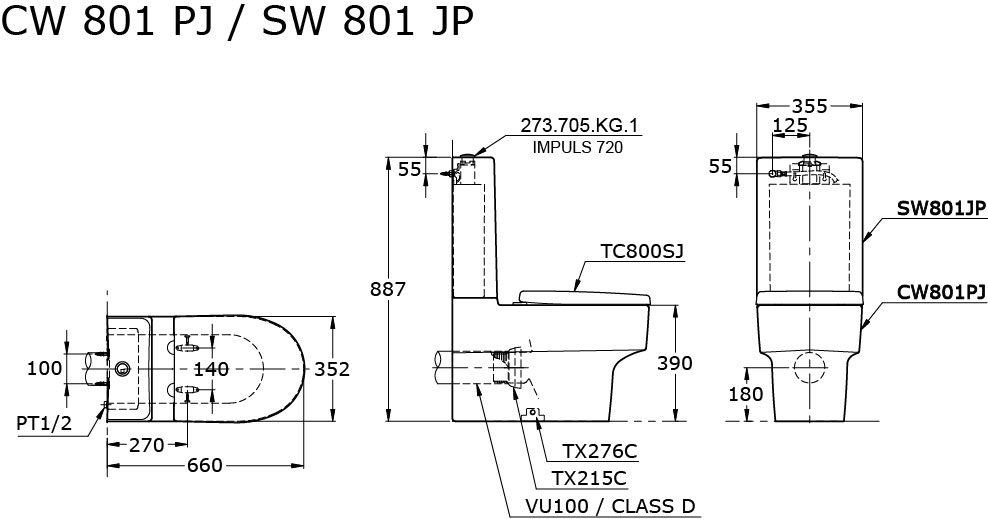 CW 801 PJ / SW 801 JP
355
273.705.KG.1
125
IMPULS 720
55
55
SW801JP
TC800SJ
887
CW801PJ
100
140
352
390
180
PT1/2
270
TX276C
660
TX215C
VU100 / CLASS D